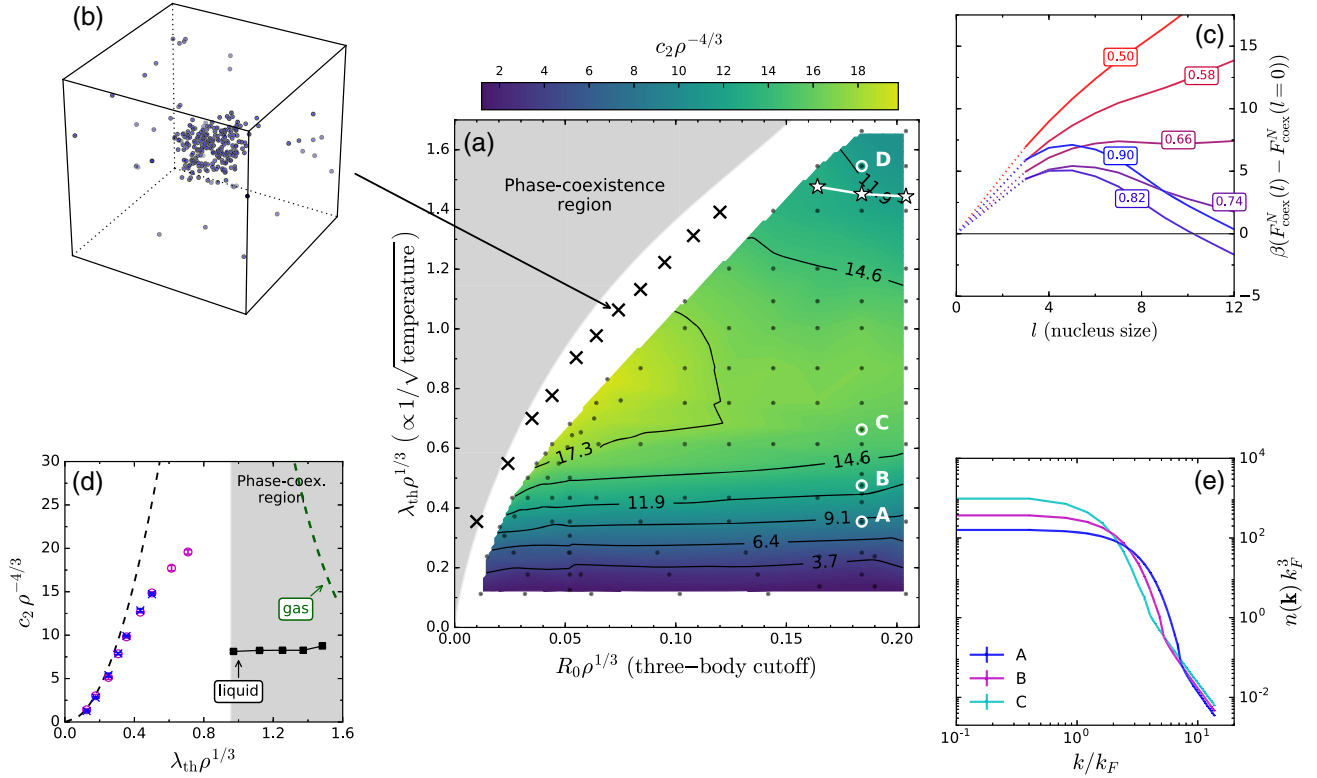 (b)
c₂ρ⁻⁴/³
2 4 6 8 10 12 14 16 18
(a)
Phase-coexistence
region
D
11.9
14.6
17.3
C
14.6
B
11.9
9.1
A
6.4
3.7
1.6
1.4
1.2
1.0
0.8
0.6
0.4
0.2
0.0
0.00 0.05 0.10 0.15 0.20
λ_th ρ^1/3 (∝ 1/√temperature)
R₀ρ^1/3 (three−body cutoff)
(c)
0.50
0.58
0.66
0.90
0.82
0.74
15
10
5
0
−5
0 4 8 12
l (nucleus size)
β(F^N_coex(l) − F^N_coex(l=0))
(d)
Phase-coex.
region
gas
liquid
30
25
20
15
10
5
0
0.0 0.4 0.8 1.2 1.6
c₂ρ⁻⁴/³
λ_th ρ^1/3
(e)
A
B
C
10⁴
10²
10⁰
10⁻²
10⁻¹ 10⁰ 10¹
k/k_F
n(k) k_F^3